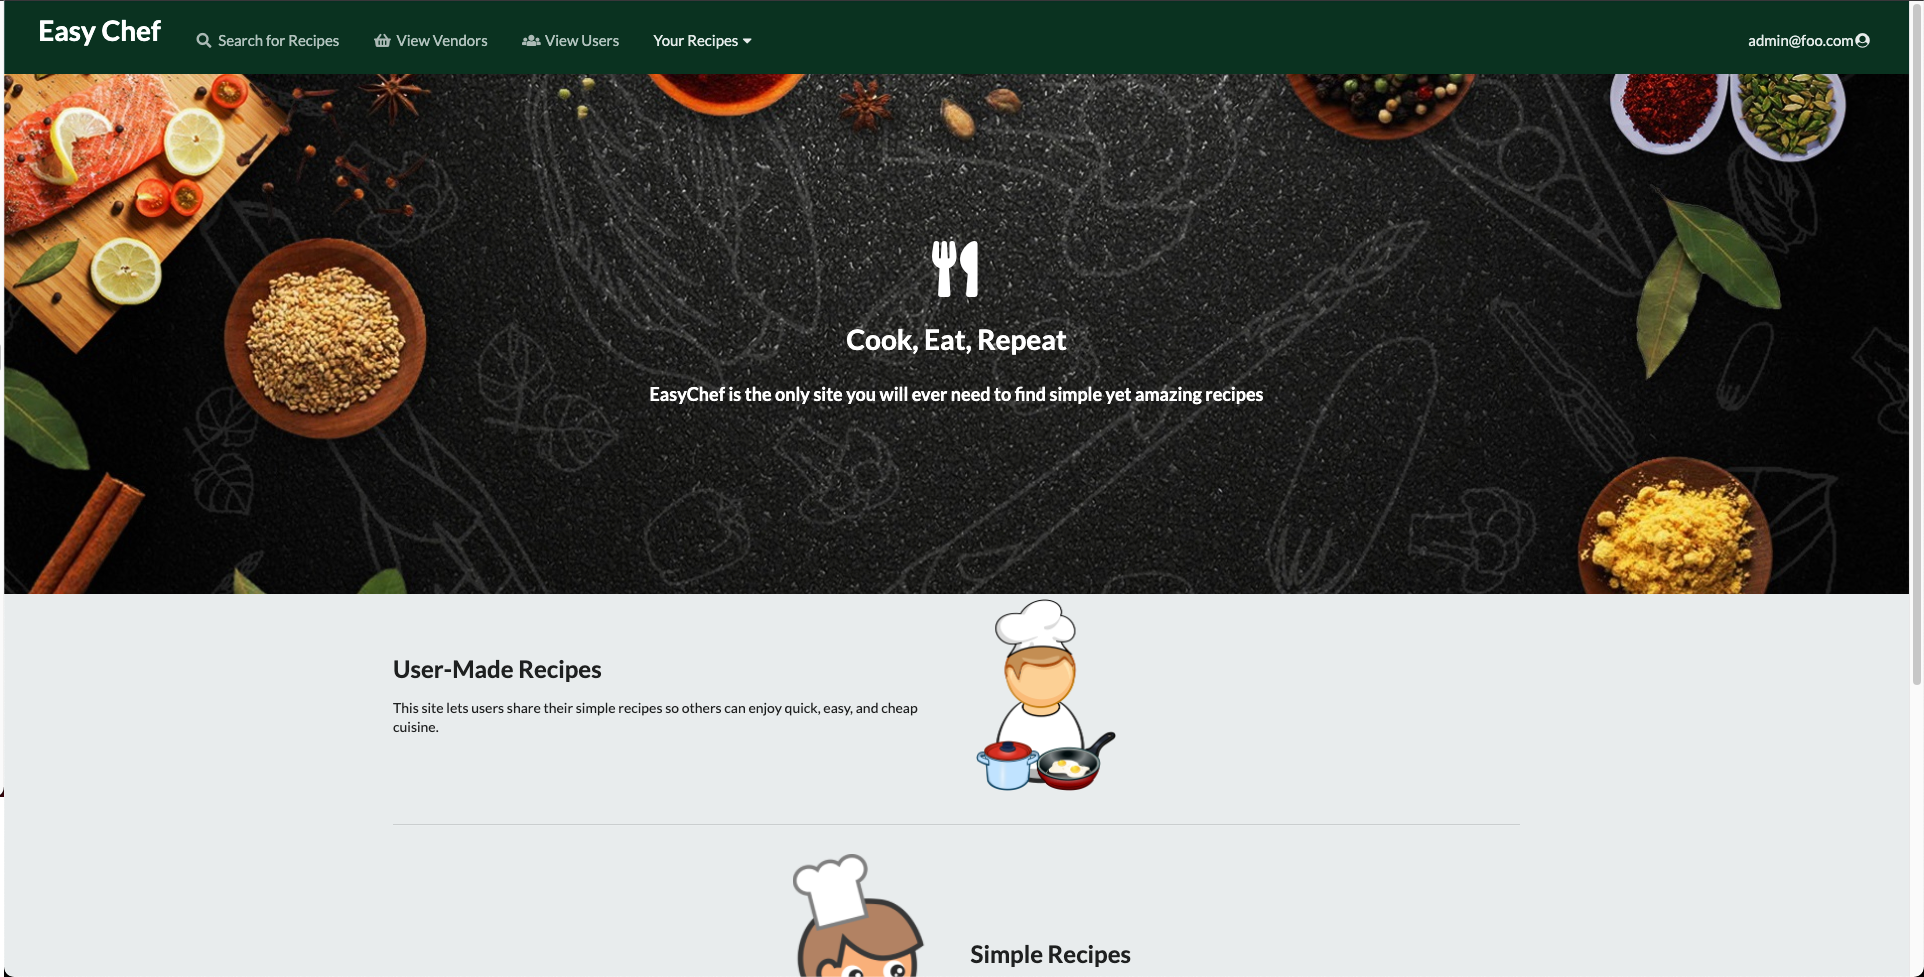 Easy Chef
Search for Recipes
View Vendors
View Users
Your Recipes
admin@foo.com
Cook, Eat, Repeat
EasyChef is the only site you will ever need to find simple yet amazing recipes
User-Made Recipes
This site lets users share their simple recipes so others can enjoy quick, easy, and cheap
cuisine.
Simple Recipes